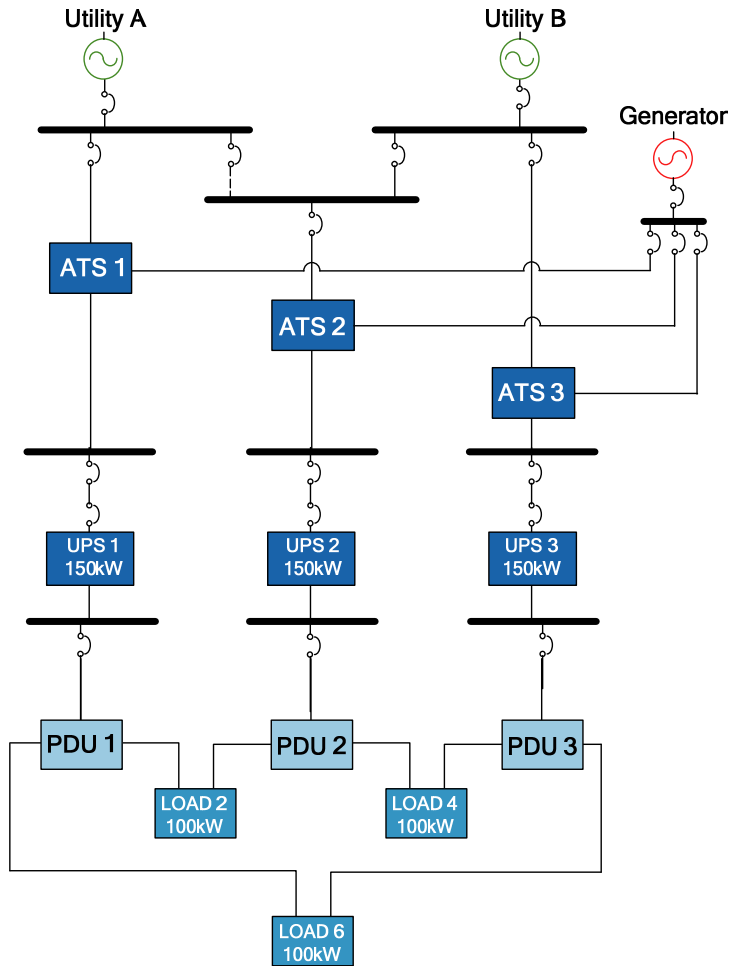 Utility A
Utility B
Generator
ATS 1
ATS 2
ATS 3
UPS 1
150kW
UPS 2
150kW
UPS 3
150kW
PDU 1
PDU 2
PDU 3
LOAD 2
100kW
LOAD 4
100kW
LOAD 6
100kW